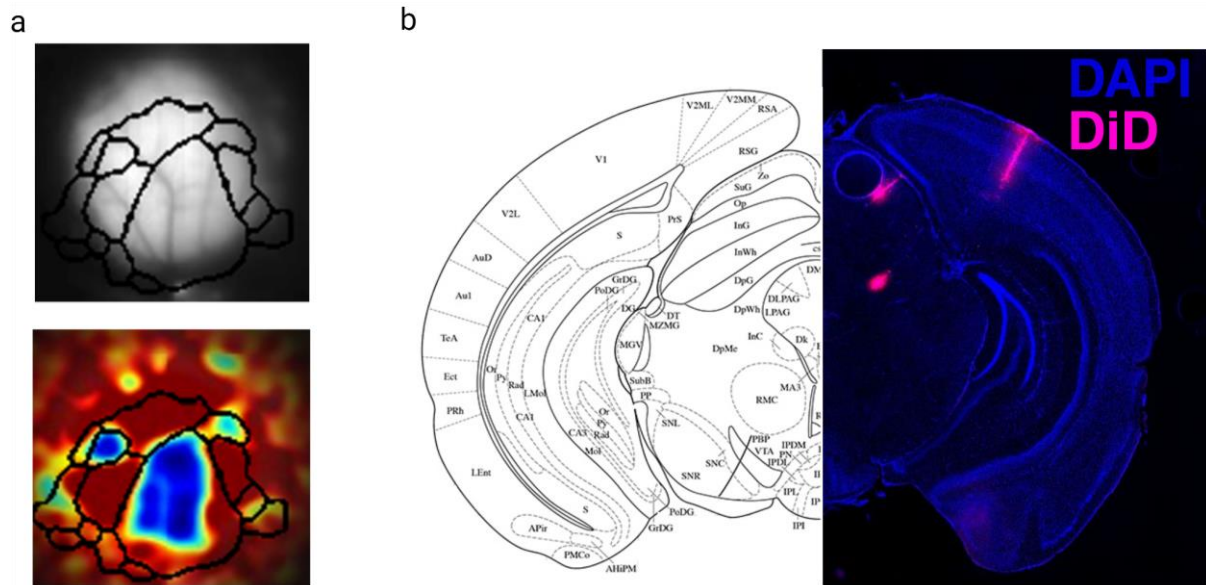 a
b
V2ML
V2MM
RSA
V1
RSG
Zo
SuG
V2L
PrS
Op
S
InG
AuD
InWh
GrDG
DpG
PoDG
DM
Au1
DLPAG
CA1
DG
DT
DpWh
LPAG
MZMG
TeA
InC
Dk
MGV
DpMe
Or
Ect
Py
SubB
MA3
Rad
PP
LMol
RMC
PRh
Or
CA1
SNL
Py
CA3
Rad
PBP
IPDM
Mol
VTA
PN
SNC
IPDL
LEnt
SNR
IPL
S
PoDG
APir
GrDG
IPI
PMCo
AHiPM
DAPI
DiD